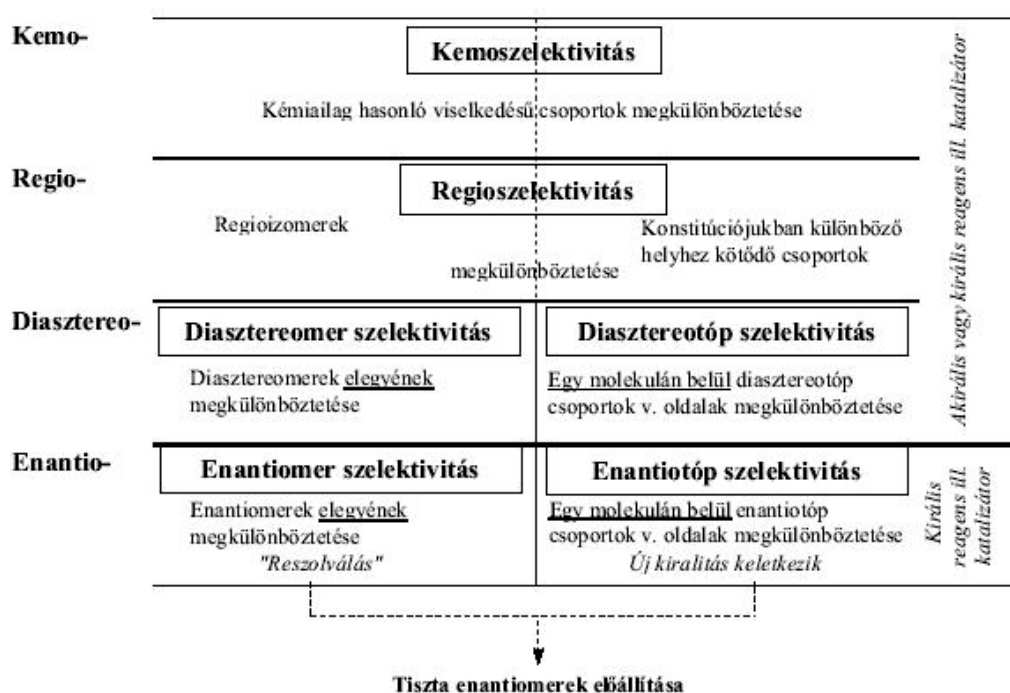 Kemo-
Kemoszelektivitás
Kémiailag hasonló viselkedésű csoportok megkülönböztetése
Regio-
Regioszelektivitás
Regioizomerek
Konstitúciójukban különböző
helyhez kötődő csoportok
megkülönböztetése
Diasztereo-
Diasztereomer szelektivitás
Diasztereomerek elegyének
megkülönböztetése
Diasztereotóp szelektivitás
Egy molekulán belül diasztereotóp
csoportok v. oldalak megkülönböztetése
Akirális vagy királis reagens ill. katalizátor
Enantio-
Enantiomer szelektivitás
Enantiomerek elegyének
megkülönböztetése
"Reszolválás"
Enantiotóp szelektivitás
Egy molekulán belül enantiotóp
csoportok v. oldalak megkülönböztetése
Új kiralitás keletkezik
Királis
reagens ill.
katalizátor
Tiszta enantiomerek előállítása